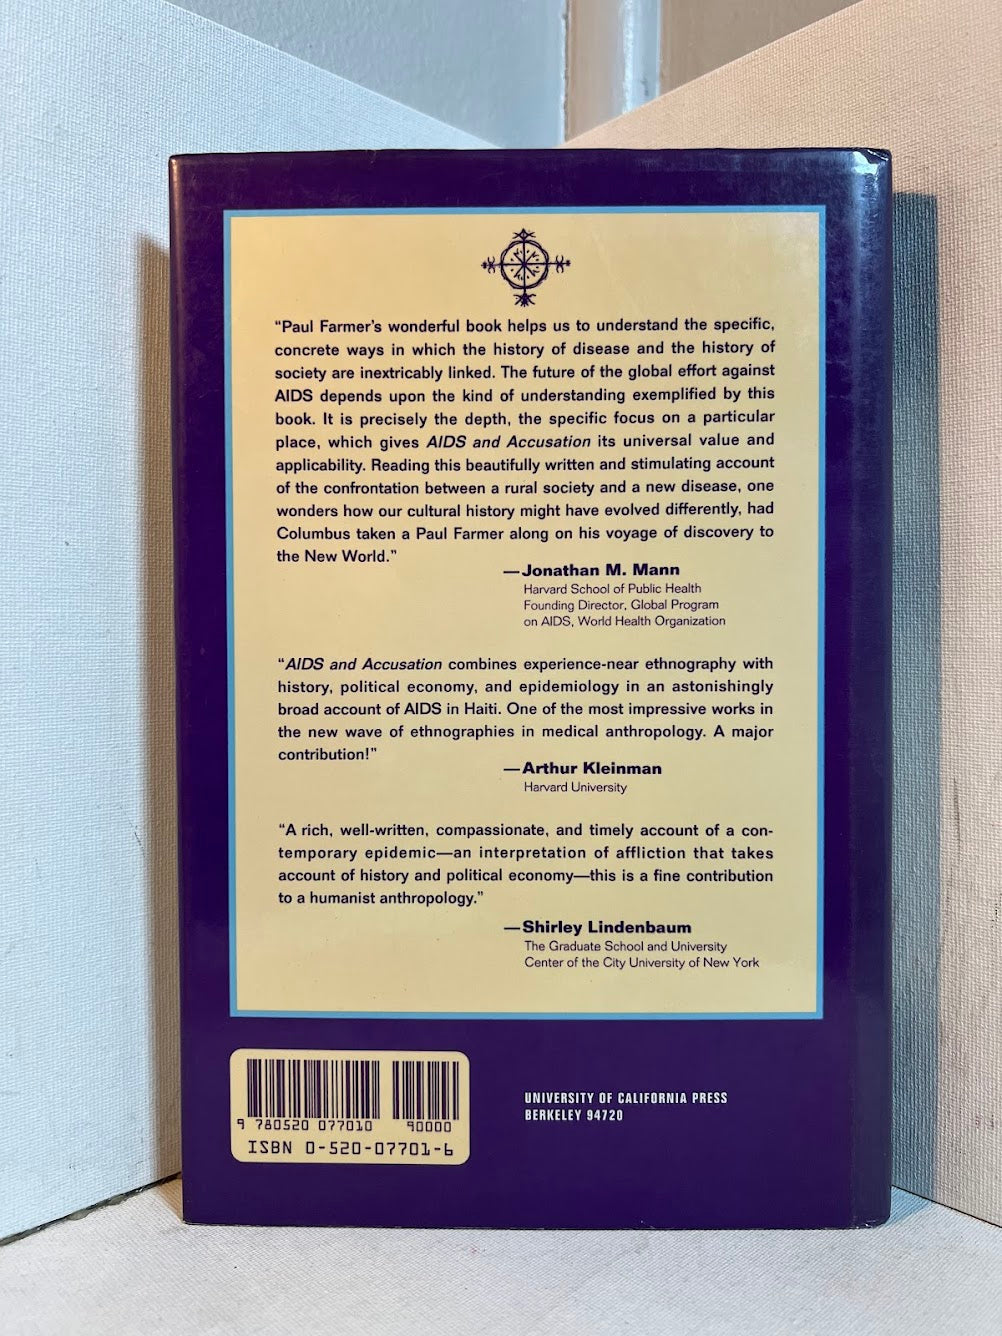 “Paul Farmer’s wonderful book helps us to understand the specific,
concrete ways in which the history of disease and the history of
society are inextricably linked. The future of the global effort against
AIDS depends upon the kind of understanding exemplified by this
book. It is precisely the depth, the specific focus on a particular
place, which gives AIDS and Accusation its universal value and
applicability. Reading this beautifully written and stimulating account
of the confrontation between a rural society and a new disease, one
wonders how our cultural history might have evolved differently, had
Columbus taken a Paul Farmer along on his voyage of discovery to
the New World.”
—Jonathan M. Mann
Harvard School of Public Health
Founding Director, Global Program
on AIDS, World Health Organization
“AIDS and Accusation combines experience-near ethnography with
history, political economy, and epidemiology in an astonishingly
broad account of AIDS in Haiti. One of the most impressive works in
the new wave of ethnographies in medical anthropology. A major
contribution!”
—Arthur Kleinman
Harvard University
“A rich, well-written, compassionate, and timely account of a con-
temporary epidemic—an interpretation of affliction that takes
account of history and political economy—this is a fine contribution
to a humanist anthropology.”
—Shirley Lindenbaum
The Graduate School and University
Center of the City University of New York
9 780520 077010 90000
ISBN 0-520-07701-6
UNIVERSITY OF CALIFORNIA PRESS
BERKELEY 94720